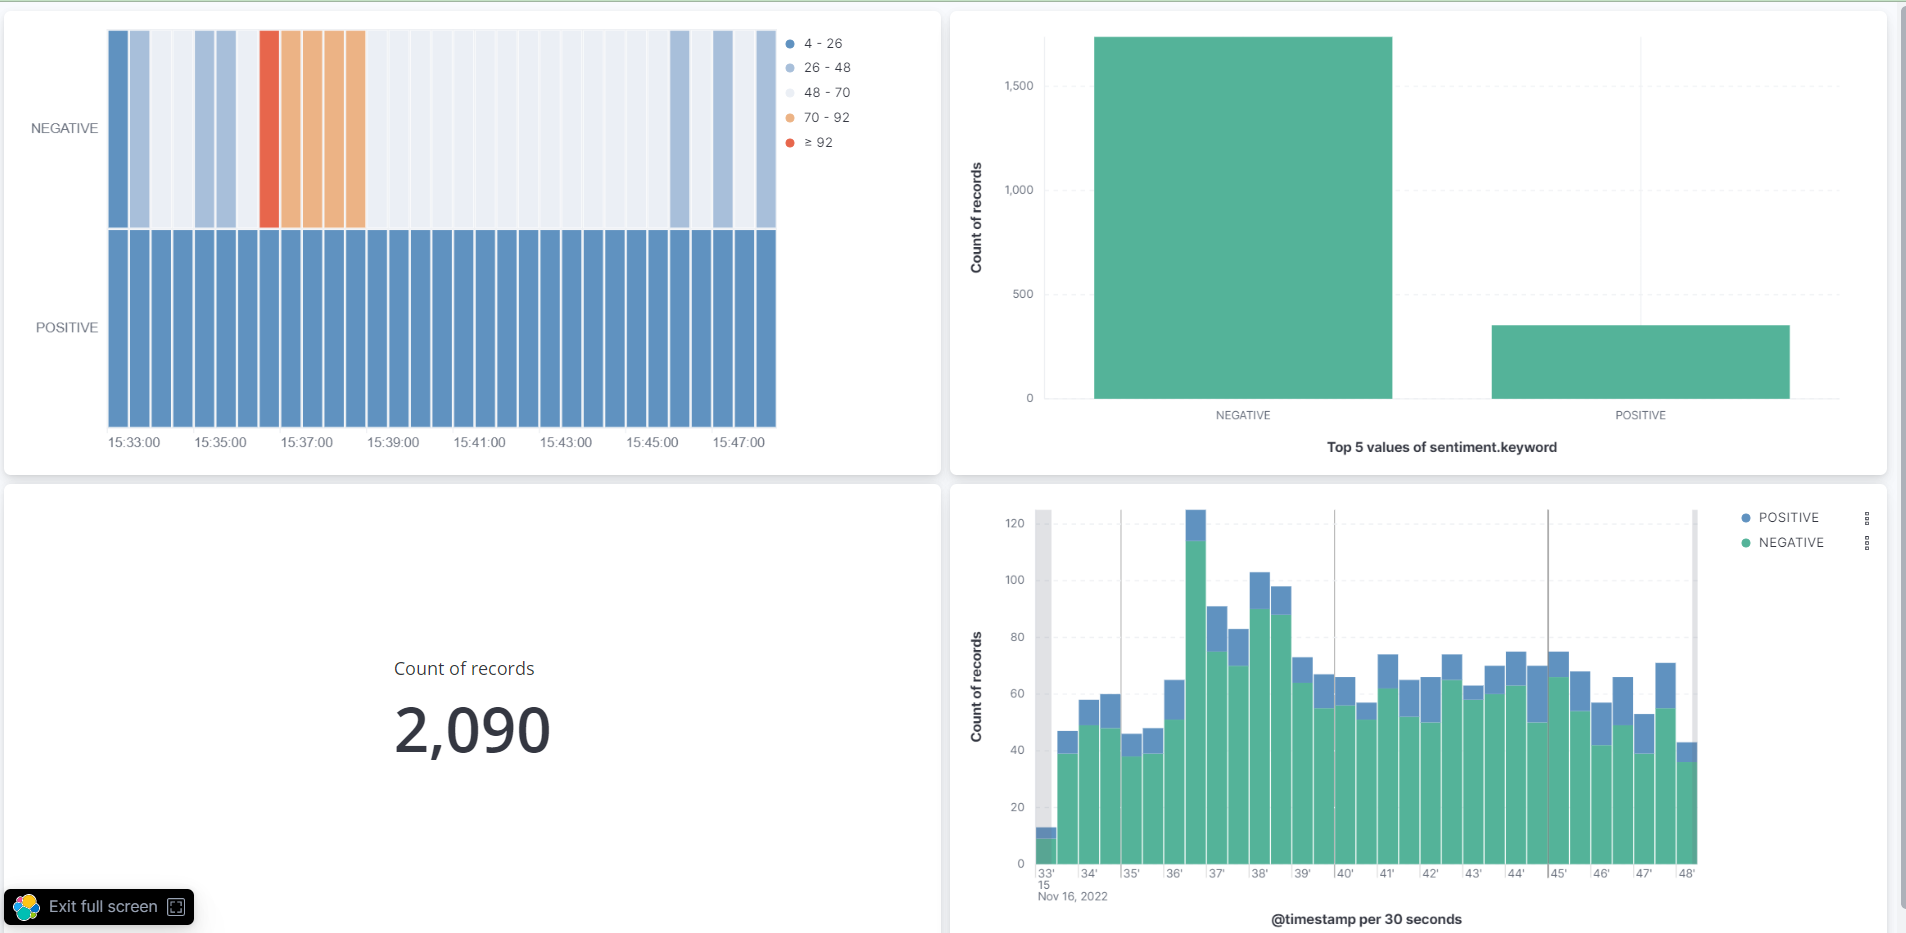 NEGATIVE
POSITIVE
15:33:00 15:35:00 15:37:00 15:39:00 15:41:00 15:43:00 15:45:00 15:47:00
4 - 26
26 - 48
48 - 70
70 - 92
≥ 92
Count of records
1,500
1,000
500
0
NEGATIVE POSITIVE
Top 5 values of sentiment.keyword
Count of records
2,090
Exit full screen
Count of records
120
100
80
60
40
20
0
33' 34' 35' 36' 37' 38' 39' 40' 41' 42' 43' 44' 45' 46' 47' 48'
15
Nov 16, 2022
@timestamp per 30 seconds
POSITIVE
NEGATIVE